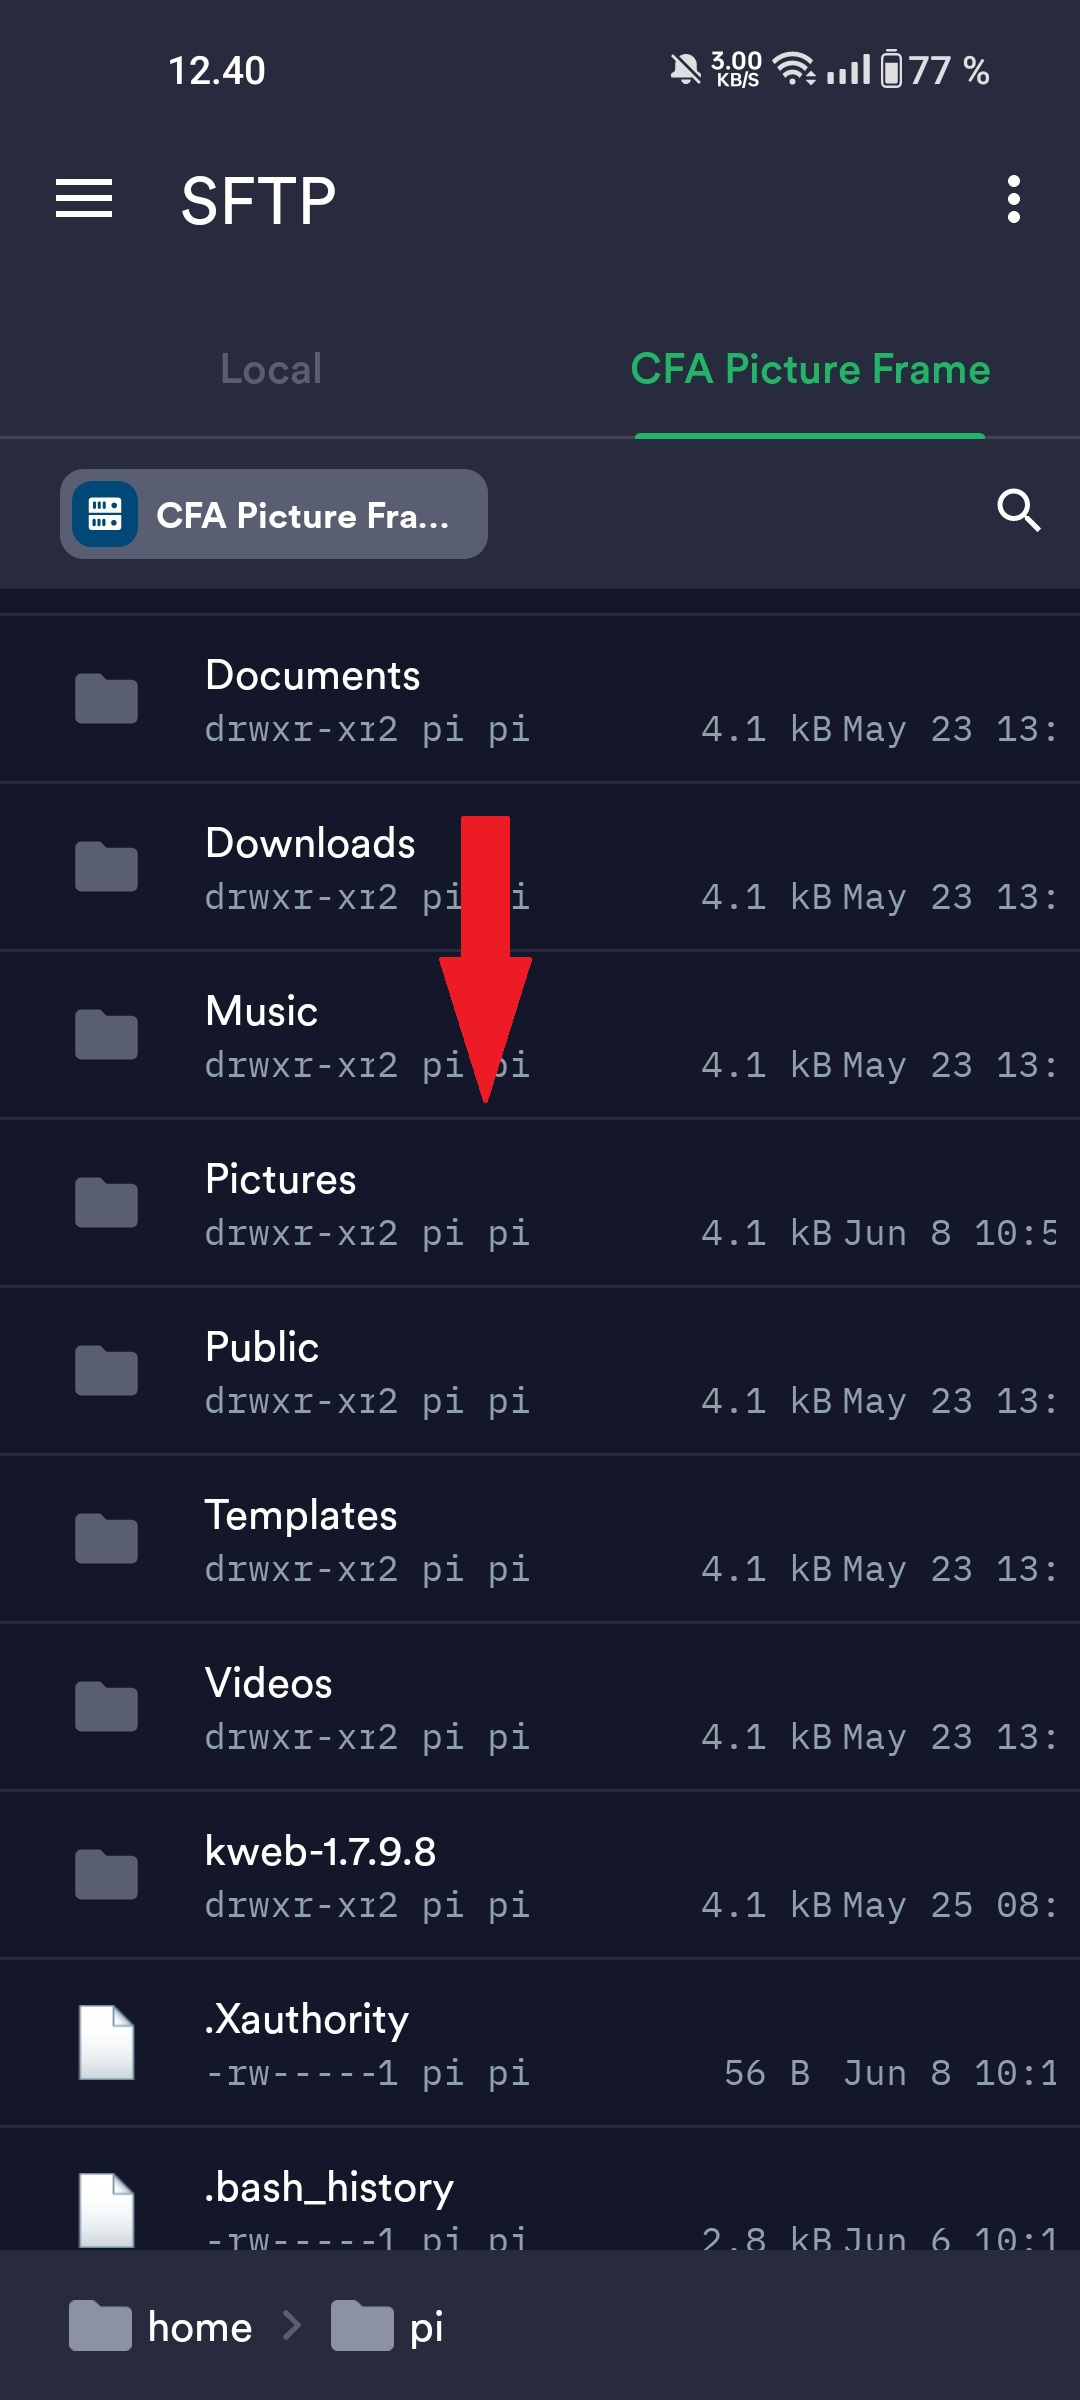 12.40
3.00 KB/S
77 %
SFTP
Local
CFA Picture Frame
CFA Picture Fra...
Documents
drwxr-xr2 pi pi 4.1 kB May 23 13:
Downloads
drwxr-xr2 4.1 kB May 23 13:
Music
drwxr-xr2 pi pi 4.1 kB May 23 13:
Pictures
drwxr-xr2 pi pi 4.1 kB Jun 8 10:5
Public
drwxr-xr2 pi pi 4.1 kB May 23 13:
Templates
drwxr-xr2 pi pi 4.1 kB May 23 13:
Videos
drwxr-xr2 pi pi 4.1 kB May 23 13:
kweb-1.7.9.8
drwxr-xr2 pi pi 4.1 kB May 25 08:
.Xauthority
-rw-----1 pi pi 56 B Jun 8 10:1
.bash_history
-rw-----1 pi pi 2.8 kB Jun 6 10:1
home > pi